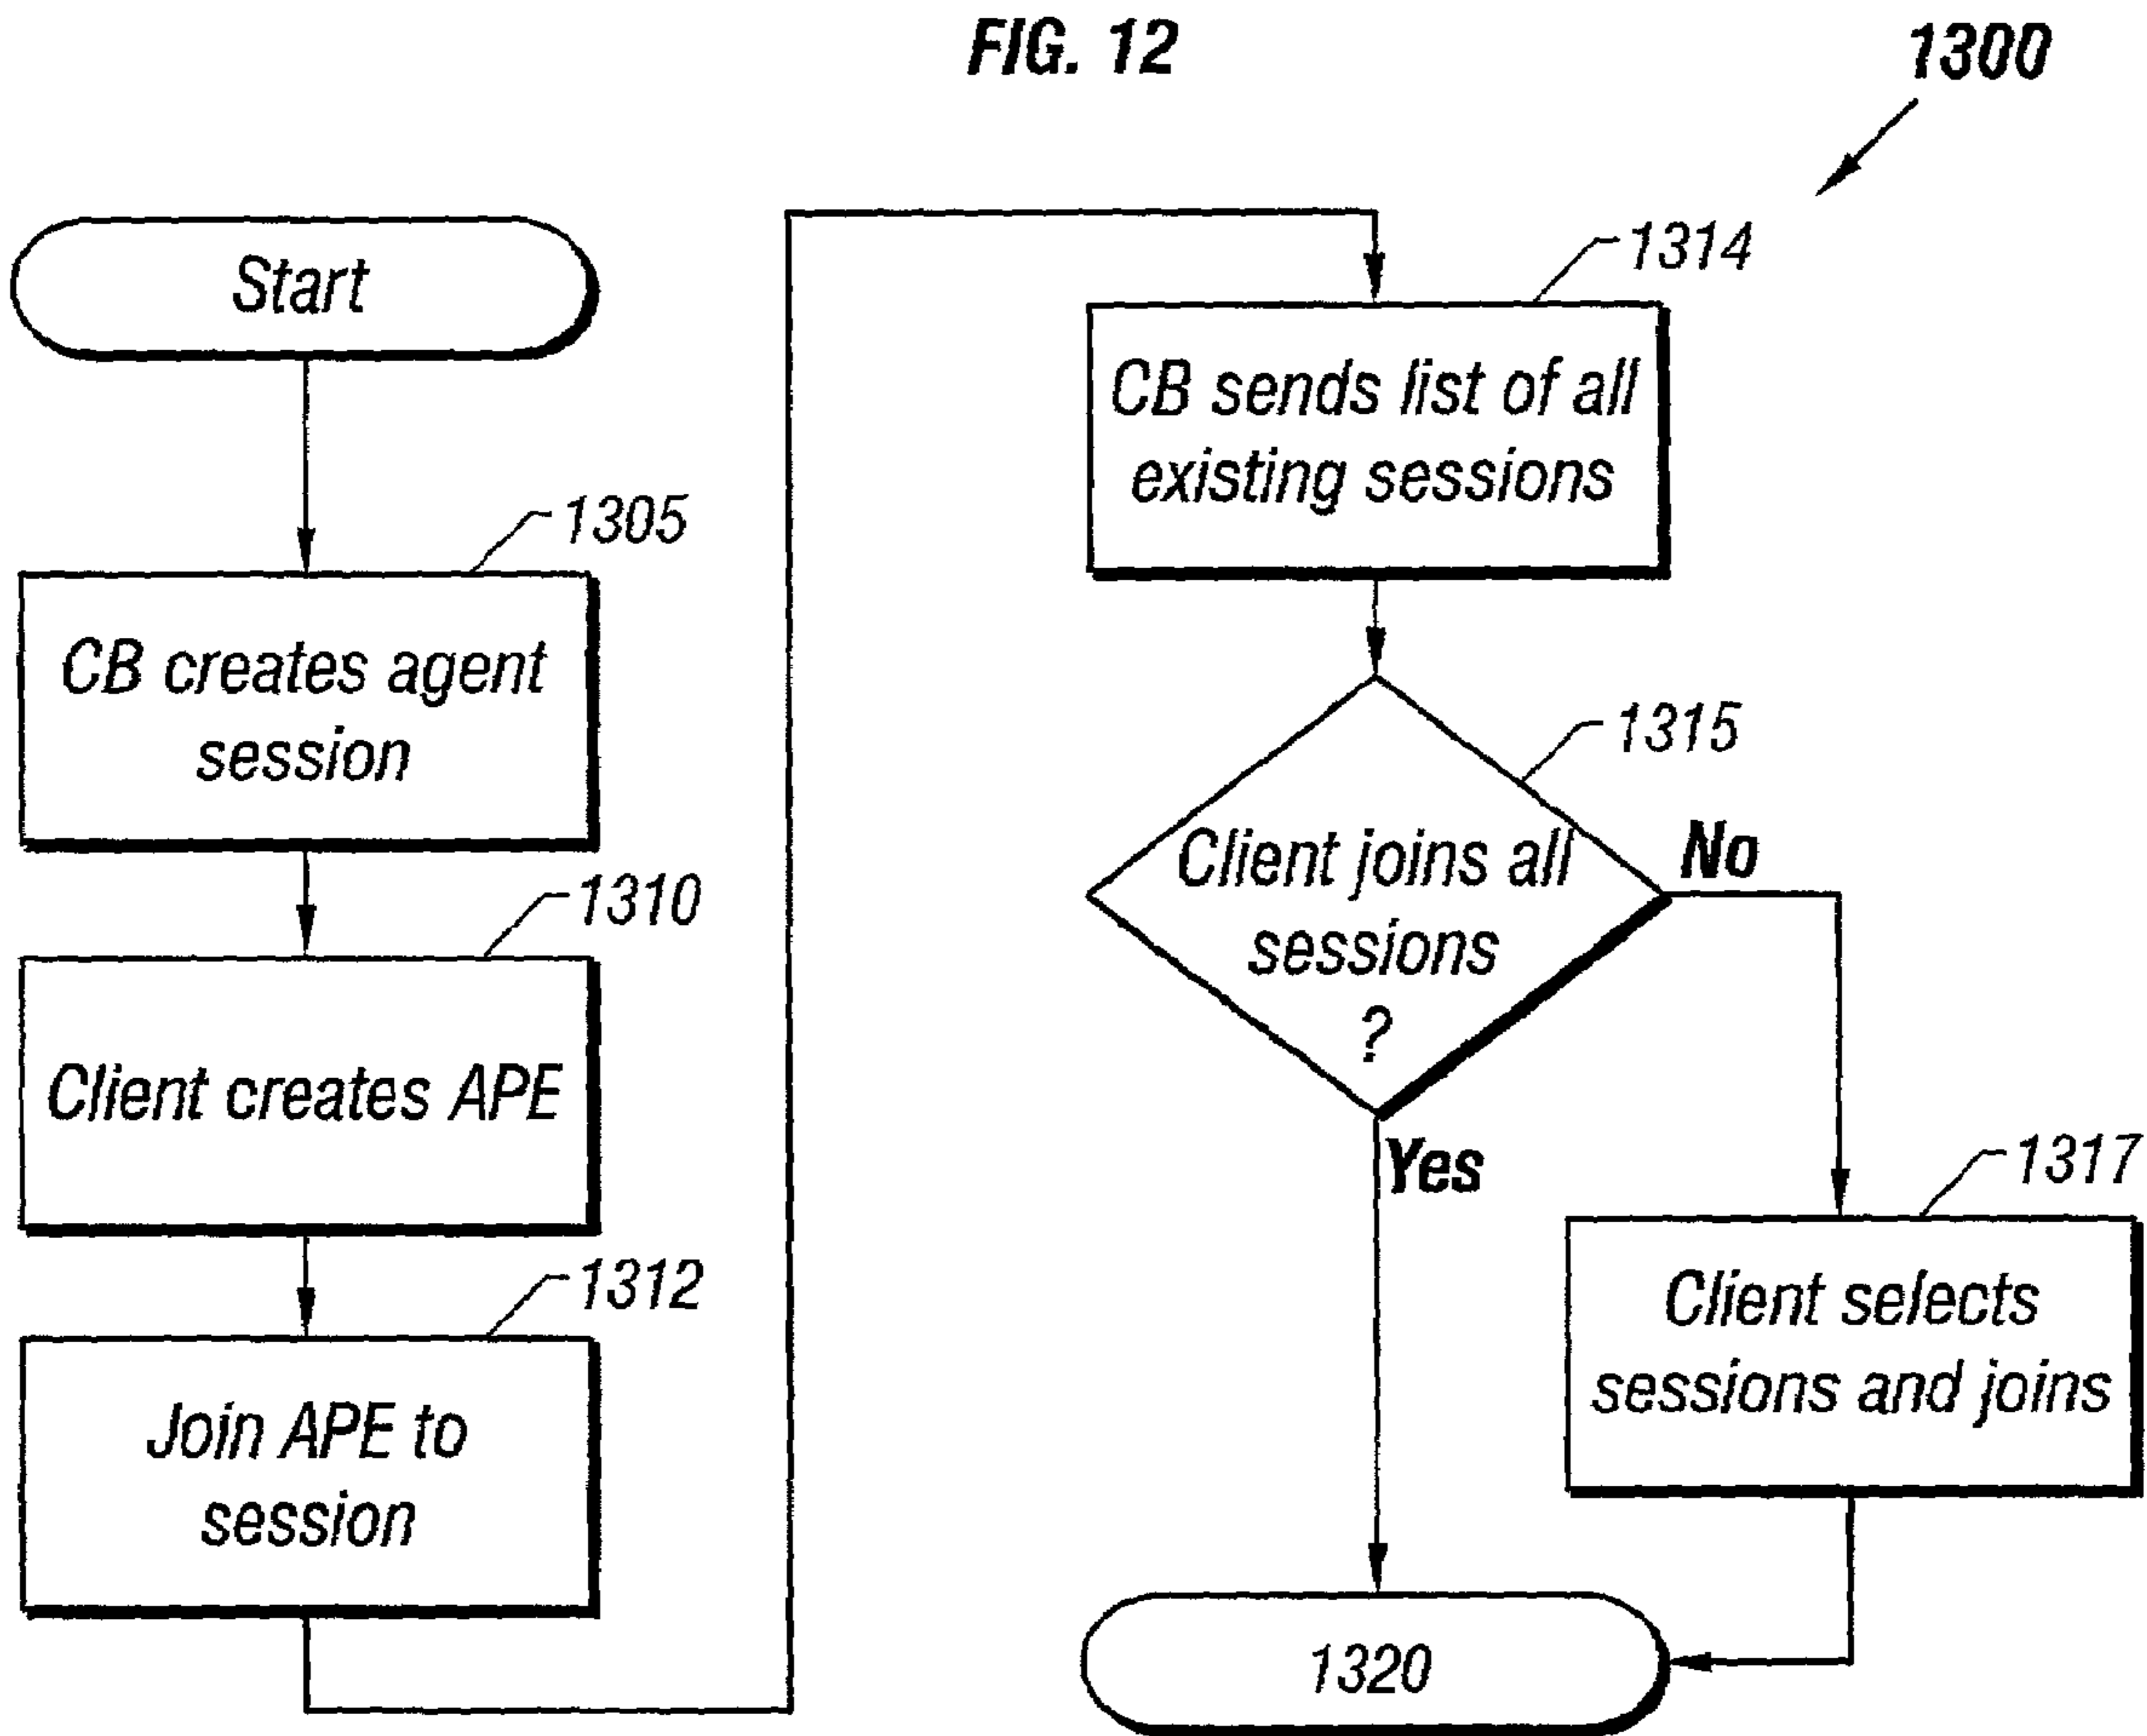 FIG. 12
1300
Start
1305
CB creates agent
session
1310
Client creates APE
1312
Join APE to
session
1314
CB sends list of all
existing sessions
1315
Client joins all
sessions
?
No
Yes
1317
Client selects
sessions and joins
1320